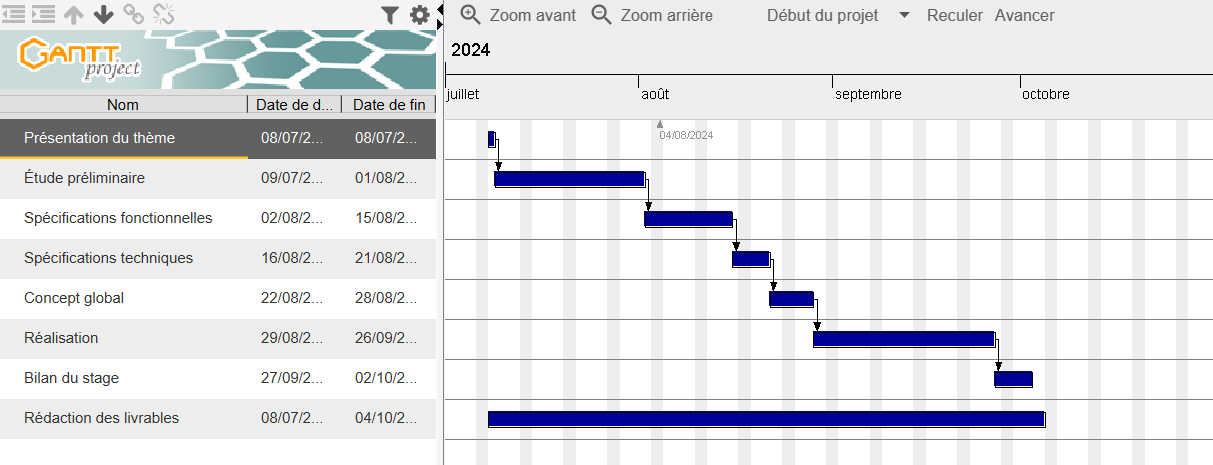 Zoom avant Zoom arrière Début du projet Reculer Avancer
GANTT
project
2024
juillet août septembre octobre
Nom Date de d... Date de fin
04/08/2024
Présentation du thème 08/07/2... 08/07/2...
Étude préliminaire 09/07/2... 01/08/2...
Spécifications fonctionnelles 02/08/2... 15/08/2...
Spécifications techniques 16/08/2... 21/08/2...
Concept global 22/08/2... 28/08/2...
Réalisation 29/08/2... 26/09/2...
Bilan du stage 27/09/2... 02/10/2...
Rédaction des livrables 08/07/2... 04/10/2...